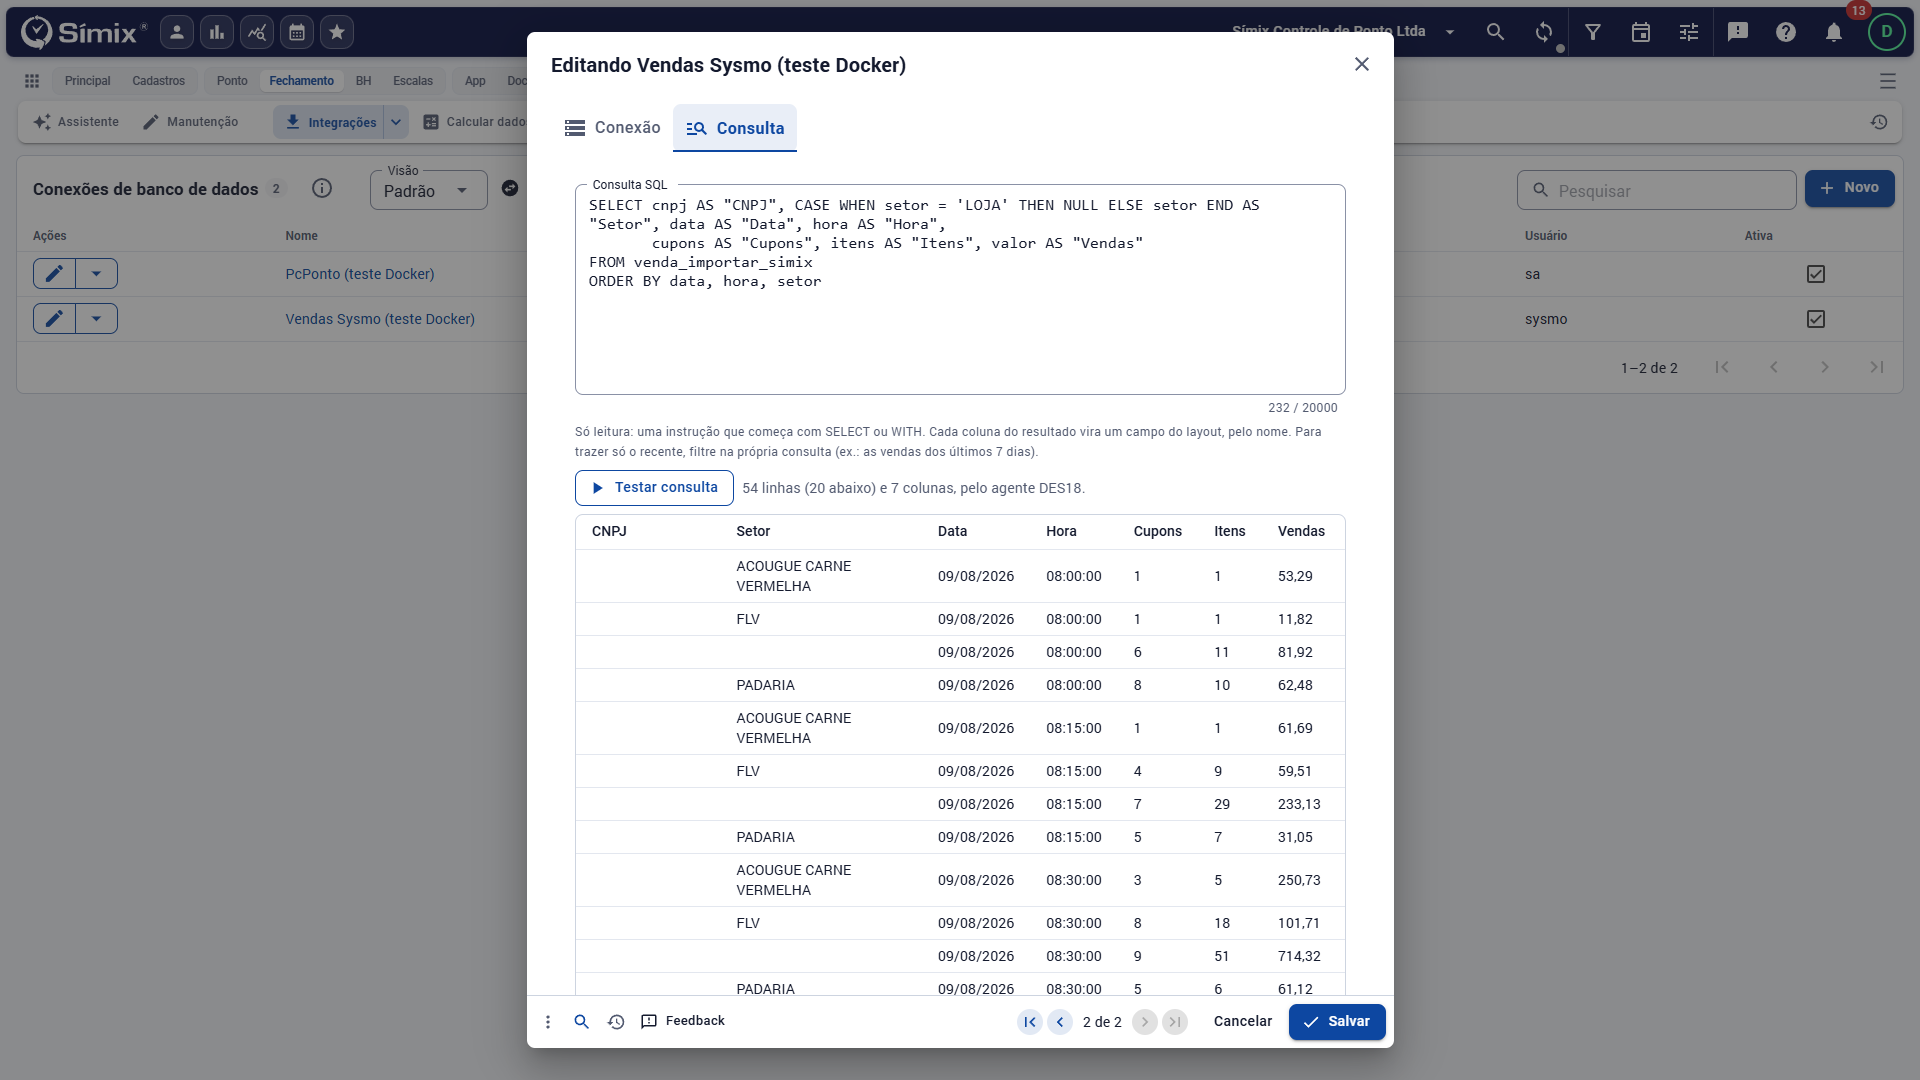 Símix®
Símix Controle de Ponto Ltda
13
D
Principal
Cadastros
Ponto
Fechamento
BH
Escalas
App
Assistente
Manutenção
Integrações
Calcular
Conexões de banco de dados
2
Visão
Padrão
Pesquisar
Novo
Ações
Nome
Usuário
Ativa
PcPonto (teste Docker)
sa
Vendas Sysmo (teste Docker)
sysmo
1–2 de 2
Editando Vendas Sysmo (teste Docker)
Conexão
Consulta
Consulta SQL
SELECT cnpj AS "CNPJ", CASE WHEN setor = 'LOJA' THEN NULL ELSE setor END AS
"Setor", data AS "Data", hora AS "Hora",
cupons AS "Cupons", itens AS "Itens", valor AS "Vendas"
FROM venda_importar_simix
ORDER BY data, hora, setor
232 / 20000
Só leitura: uma instrução que começa com SELECT ou WITH. Cada coluna do resultado vira um campo do layout, pelo nome. Para
trazer só o recente, filtre na própria consulta (ex.: as vendas dos últimos 7 dias).
Testar consulta
54 linhas (20 abaixo) e 7 colunas, pelo agente DES18.
CNPJ Setor Data Hora Cupons Itens Vendas
ACOUGUE CARNE
VERMELHA
09/08/2026 08:00:00 1 1 53,29
FLV 09/08/2026 08:00:00 1 1 11,82
09/08/2026 08:00:00 6 11 81,92
PADARIA 09/08/2026 08:00:00 8 10 62,48
ACOUGUE CARNE
VERMELHA
09/08/2026 08:15:00 1 1 61,69
FLV 09/08/2026 08:15:00 4 9 59,51
09/08/2026 08:15:00 7 29 233,13
PADARIA 09/08/2026 08:15:00 5 7 31,05
ACOUGUE CARNE
VERMELHA
09/08/2026 08:30:00 3 5 250,73
FLV 09/08/2026 08:30:00 8 18 101,71
09/08/2026 08:30:00 9 51 714,32
PADARIA 09/08/2026 08:30:00 5 6 61,12
Feedback
2 de 2
Cancelar
Salvar